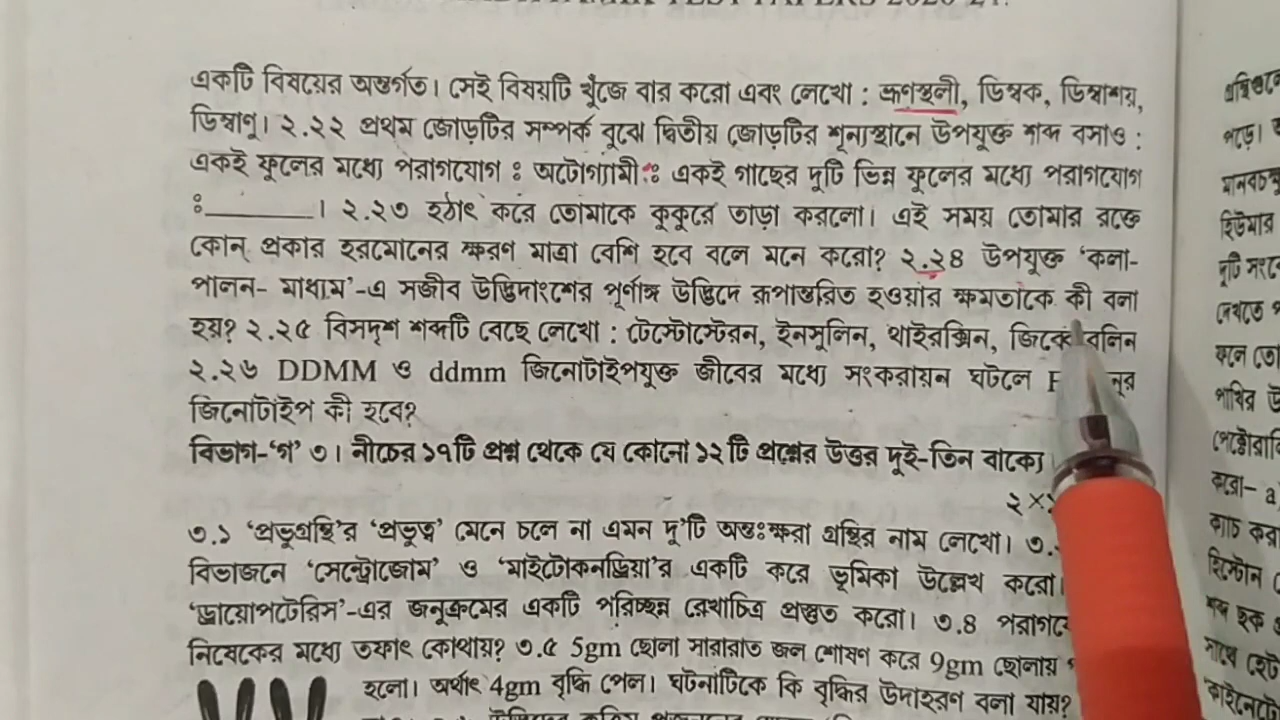 TEST PAPERS 2020-21.
একটি বিষয়ের অন্তর্গত। সেই বিষয়টি খুঁজে বার করো এবং লেখো : ভ্রূণস্থলী, ডিম্বক, ডিম্বাশয়,
ডিম্বাণু। ২.২২ প্রথম জোড়টির সম্পর্ক বুঝে দ্বিতীয় জোড়টির শূন্যস্থানে উপযুক্ত শব্দ বসাও :
একই ফুলের মধ্যে পরাগযোগ ঃ অটোগ্যামী ঃঃ একই গাছের দুটি ভিন্ন ফুলের মধ্যে পরাগযোগ
ঃ________। ২.২৩ হঠাৎ করে তোমাকে কুকুরে তাড়া করলো। এই সময় তোমার রক্তে
কোন্ প্রকার হরমোনের ক্ষরণ মাত্রা বেশি হবে বলে মনে করো? ২.২৪ উপযুক্ত 'কলা-
পালন- মাধ্যম'-এ সজীব উদ্ভিদাংশের পূর্ণাঙ্গ উদ্ভিদে রূপান্তরিত হওয়ার ক্ষমতাকে কী বলা
হয়? ২.২৫ বিসদৃশ শব্দটি বেছে লেখো : টেস্টোস্টেরন, ইনসুলিন, থাইরক্সিন,
২.২৬ DDMM ও ddmm জিনোটাইপযুক্ত জীবের মধ্যে সংকরায়ন ঘটলে
জিনোটাইপ কী হবে?
বিভাগ-'গ' ৩। নীচের ১৭টি প্রশ্ন থেকে যে কোনো ১২টি প্রশ্নের উত্তর দুই-তিন বাক্যে
২×
৩.১ 'প্রভুগ্রন্থি'র 'প্রভুত্ব' মেনে চলে না এমন দু'টি অন্তঃক্ষরা গ্রন্থির নাম লেখো। ৩.
বিভাজনে 'সেন্ট্রোজোম' ও 'মাইটোকনড্রিয়া'র একটি করে ভূমিকা উল্লেখ করো।
'ড্রায়োপটেরিস'-এর জনুক্রমের একটি পরিচ্ছন্ন রেখাচিত্র প্রস্তুত করো। ৩.৪
নিষেকের মধ্যে তফাৎ কোথায়? ৩.৫ 5gm ছোলা সারারাত জল শোষণ করে 9gm ছোলায়
হলো। অর্থাৎ 4gm বৃদ্ধি পেল। ঘটনাটিকে কি বৃদ্ধির উদাহরণ বলা যায়?